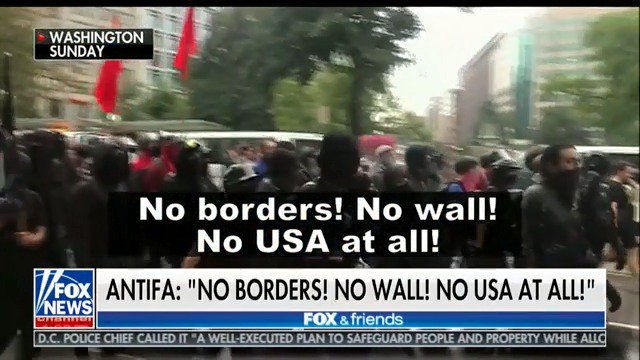 WASHINGTON
SUNDAY
No borders! No wall!
No USA at all!
FOX
NEWS
channel
ANTIFA: "NO BORDERS! NO WALL! NO USA AT ALL!"
FOX & friends
D.C. POLICE CHIEF CALLED IT "A WELL-EXECUTED PLAN TO SAFEGUARD PEOPLE AND PROPERTY WHILE ALLO